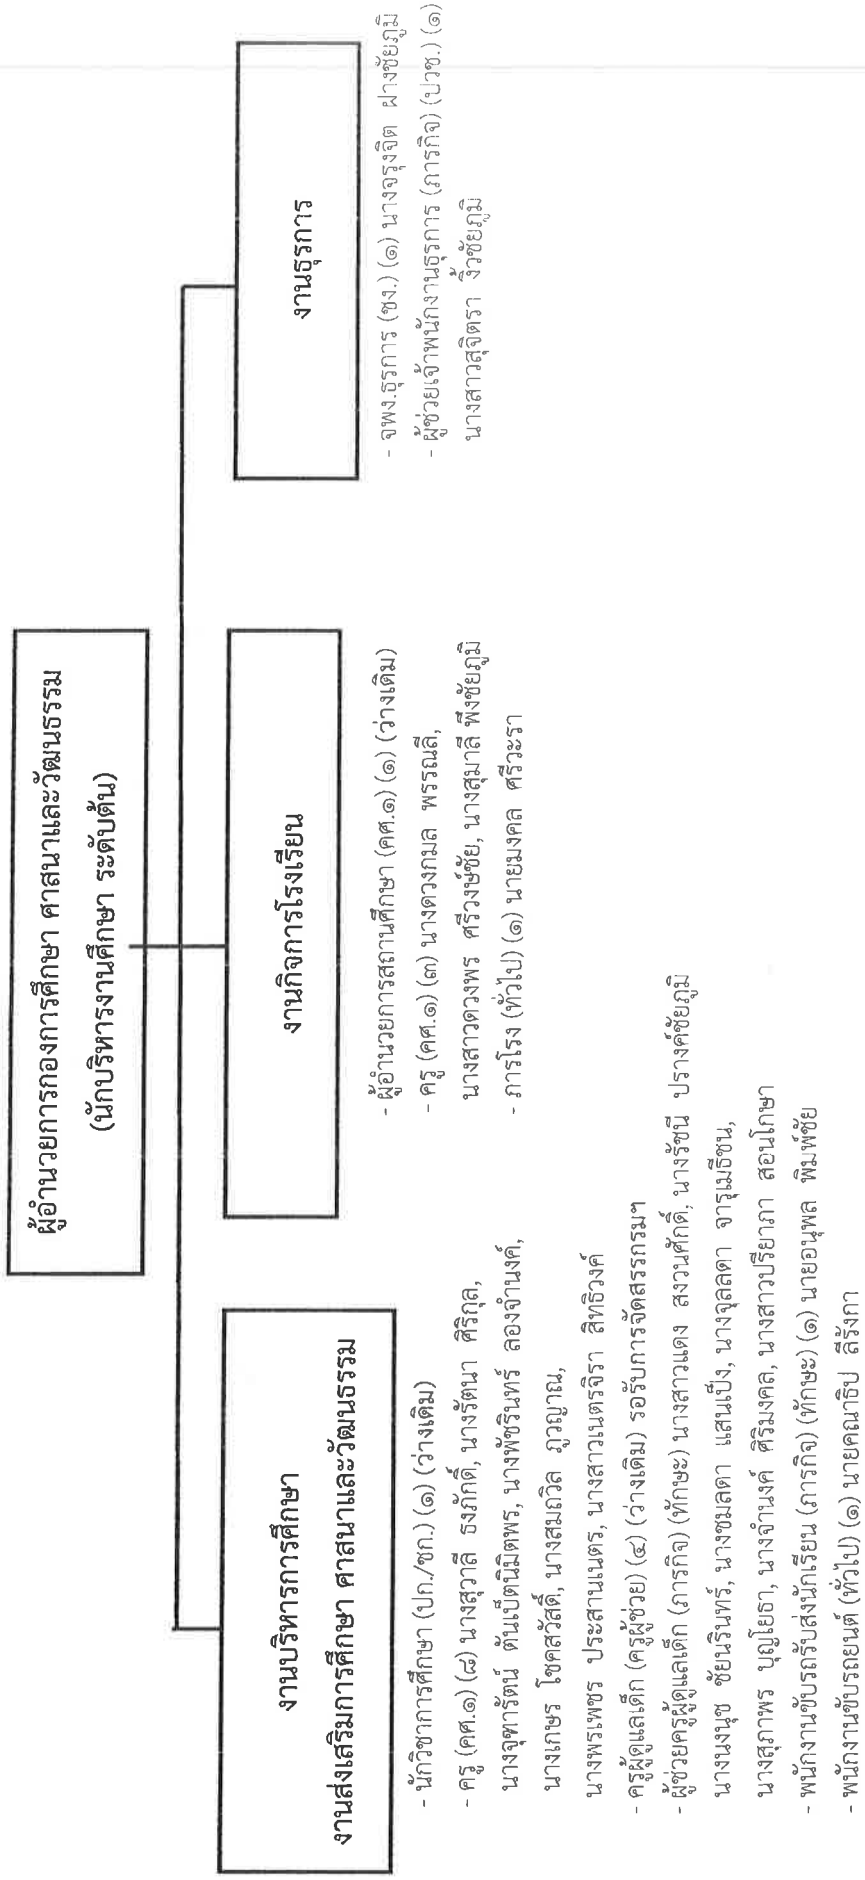 ผู้อำนวยการกองการศึกษา ศาสนาและวัฒนธรรม
(นักบริหารงานศึกษา ระดับต้น)
งานบริหารการศึกษา
งานส่งเสริมการศึกษา ศาสนาและวัฒนธรรม
- นักวิชาการศึกษา (ปก./ชก.) (๑) (ว่างเดิม)
- ครู (คศ.๑) (๘) นางสุวาลี ธงภักดิ์, นางรัตนา ศิริกุล,
นางจุฑารัตน์ ตันเบ็ตนิมิตพร, นางพัชรินทร์ ลองจำนงค์,
นางเกษร โชคสวัสดิ์, นางสมถวิล ภูวญาณ,
นางพรเพชร ประสานเนตร, นางสาวเนตรจิรา สิทธิวงค์
- ครูผู้ดูแลเด็ก (ครูผู้ช่วย) (๔) (ว่างเดิม) รอรับการจัดสรรกรมฯ
- ผู้ช่วยครูผู้ดูแลเด็ก (ภารกิจ) (ทักษะ) นางสาวแดง สงวนศักดิ์, นางรัชนี ปรางค์ชัยภูมิ
นางนงนุช ชัยนรินทร์, นางชมลดา แสนเป็ง, นางจุลลดา จารุเมธีชน,
นางสุภาพร บุญโยธา, นางจำนงค์ ศิริมงคล, นางสาวปรียาภา สอนโกษา
- พนักงานขับรถรับส่งนักเรียน (ภารกิจ) (ทักษะ) (๑) นายอนุพล พิมพ์ชัย
- พนักงานขับรถยนต์ (ทั่วไป) (๑) นายคณาธิป ลีรังกา
งานกิจการโรงเรียน
- ผู้อำนวยการสถานศึกษา (คศ.๑) (๑) (ว่างเดิม)
- ครู (คศ.๑) (๓) นางดวงกมล พรรณลี,
นางสาวดวงพร ศรีวงษ์ชัย, นางสุมาลี พึงชัยภูมิ
- ภารโรง (ทั่วไป) (๑) นายมงคล ศรีวะรา
งานธุรการ
- จพง.ธุรการ (ชง.) (๑) นางจรุงจิต ฝางชัยภูมิ
- ผู้ช่วยเจ้าพนักงานธุรการ (ภารกิจ) (ปวช.) (๑)
นางสาวสุจิตรา งิ้วชัยภูมิ